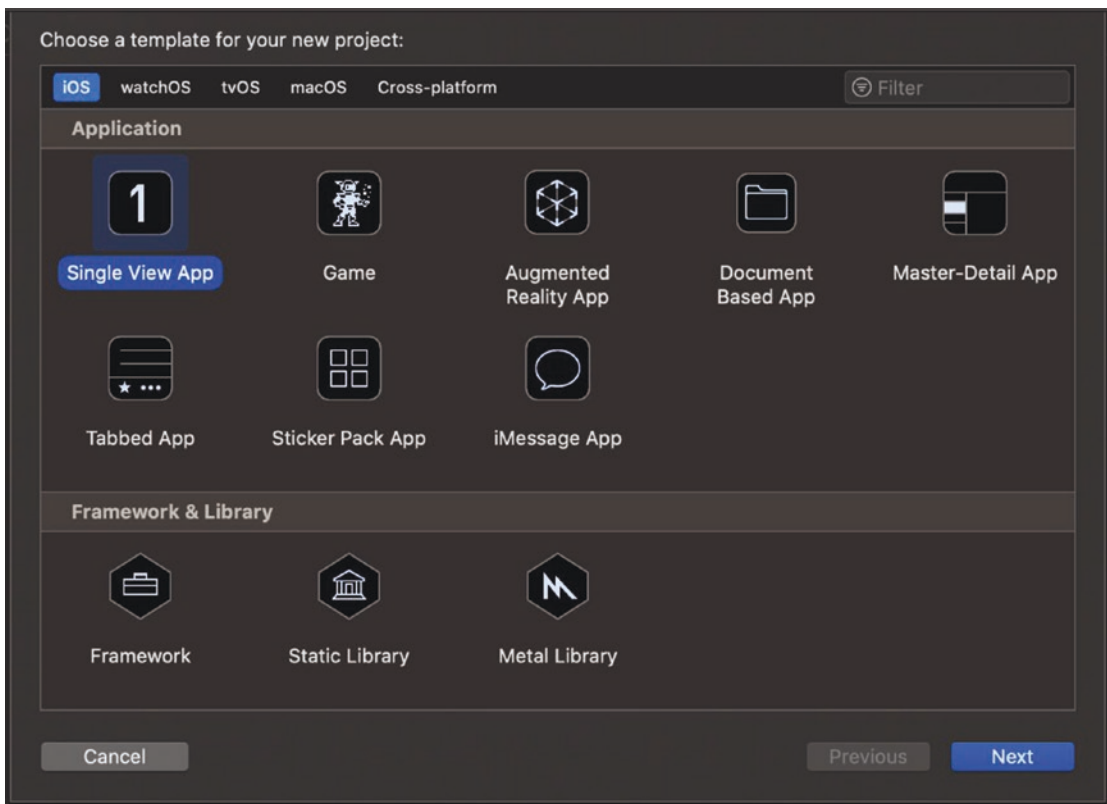 Choose a template for your new project:
iOS watchOS tvOS macOS Cross-platform Filter
Application
1
Single View App Game Augmented Reality App Document Based App Master-Detail App
Tabbed App Sticker Pack App iMessage App
Framework & Library
Framework Static Library Metal Library
Cancel Previous Next